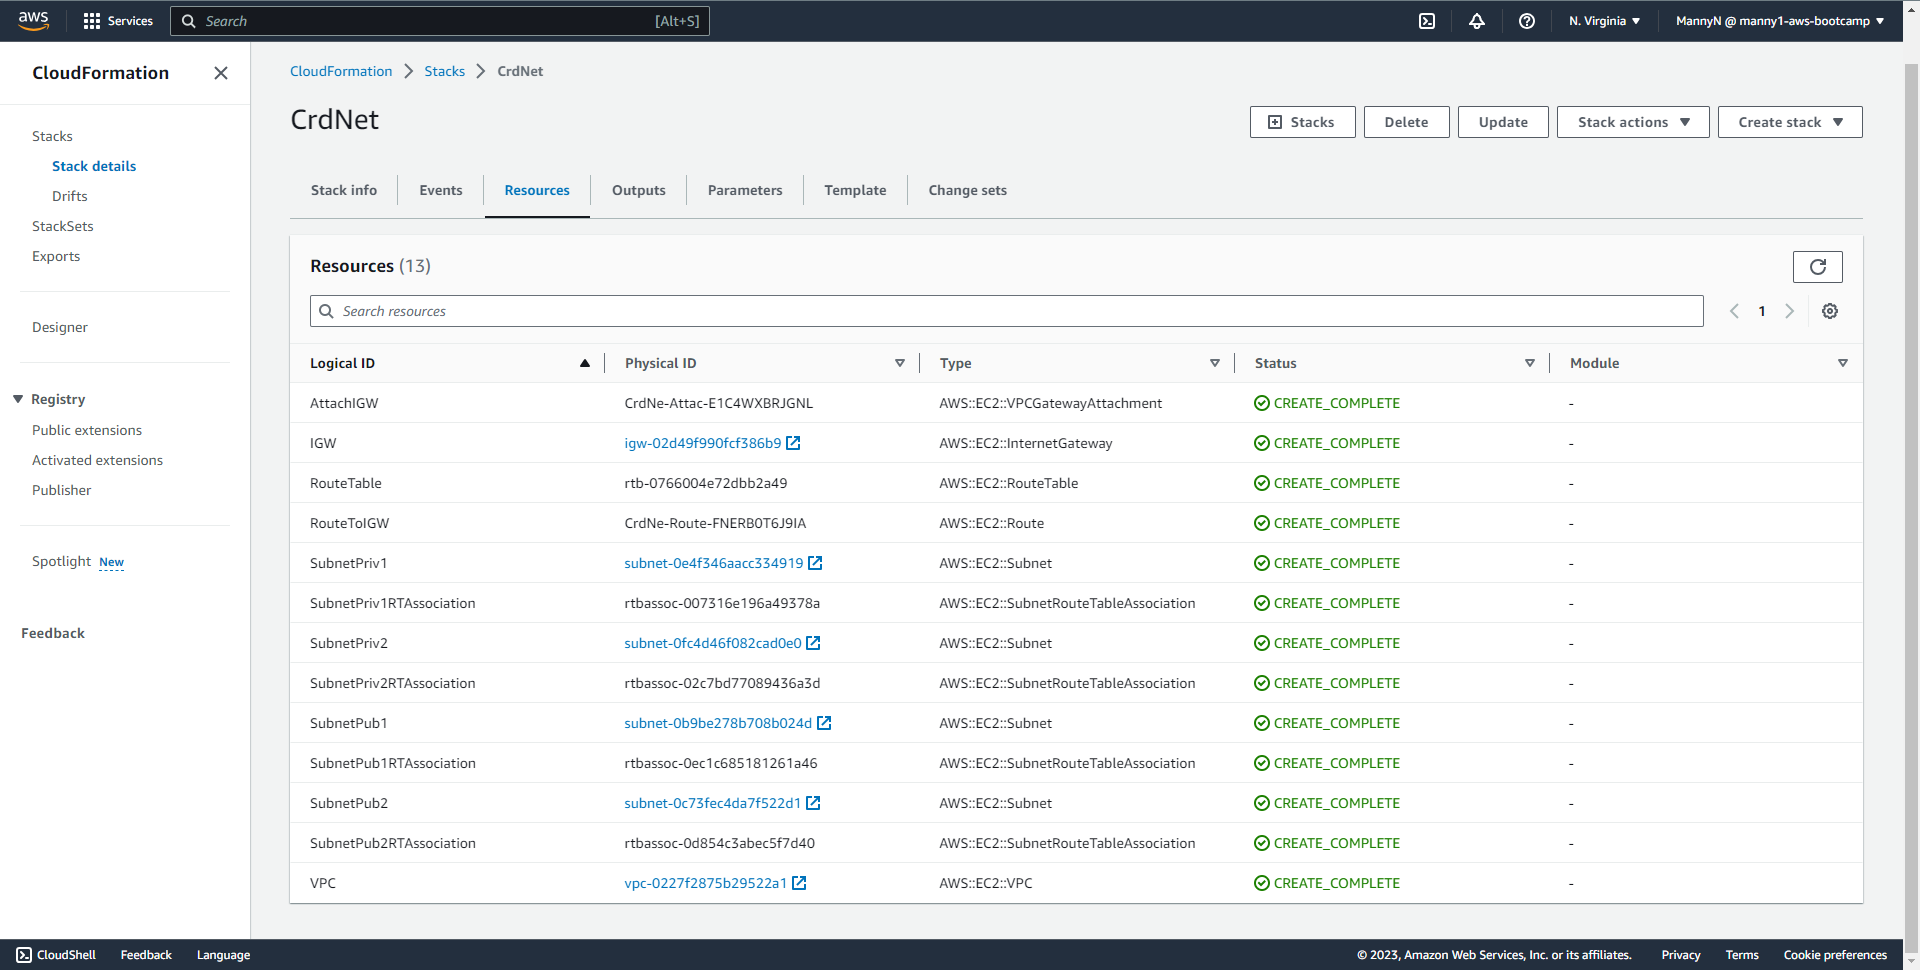 aws Services Search [Alt+S] N. Virginia MannyN @ manny1-aws-bootcamp
CloudFormation
Stacks
Stack details
Drifts
StackSets
Exports
Designer
Registry
Public extensions
Activated extensions
Publisher
Spotlight New
Feedback
CloudFormation Stacks CrdNet
CrdNet
Stacks Delete Update Stack actions Create stack
Stack info Events Resources Outputs Parameters Template Change sets
Resources (13)
Search resources 1
Logical ID Physical ID Type Status Module
AttachIGW CrdNe-Attac-E1C4WXBRJGNL AWS::EC2::VPCGatewayAttachment CREATE_COMPLETE -
IGW igw-02d49f990fcf386b9 AWS::EC2::InternetGateway CREATE_COMPLETE -
RouteTable rtb-0766004e72dbb2a49 AWS::EC2::RouteTable CREATE_COMPLETE -
RouteToIGW CrdNe-Route-FNERB0T6J9IA AWS::EC2::Route CREATE_COMPLETE -
SubnetPriv1 subnet-0e4f346aacc334919 AWS::EC2::Subnet CREATE_COMPLETE -
SubnetPriv1RTAssociation rtbassoc-007316e196a49378a AWS::EC2::SubnetRouteTableAssociation CREATE_COMPLETE -
SubnetPriv2 subnet-0fc4d46f082cad0e0 AWS::EC2::Subnet CREATE_COMPLETE -
SubnetPriv2RTAssociation rtbassoc-02c7bd77089436a3d AWS::EC2::SubnetRouteTableAssociation CREATE_COMPLETE -
SubnetPub1 subnet-0b9be278b708b024d AWS::EC2::Subnet CREATE_COMPLETE -
SubnetPub1RTAssociation rtbassoc-0ec1c685181261a46 AWS::EC2::SubnetRouteTableAssociation CREATE_COMPLETE -
SubnetPub2 subnet-0c73fec4da7f522d1 AWS::EC2::Subnet CREATE_COMPLETE -
SubnetPub2RTAssociation rtbassoc-0d854c3abec5f7d40 AWS::EC2::SubnetRouteTableAssociation CREATE_COMPLETE -
VPC vpc-0227f2875b29522a1 AWS::EC2::VPC CREATE_COMPLETE -
CloudShell Feedback Language © 2023, Amazon Web Services, Inc. or its affiliates. Privacy Terms Cookie preferences